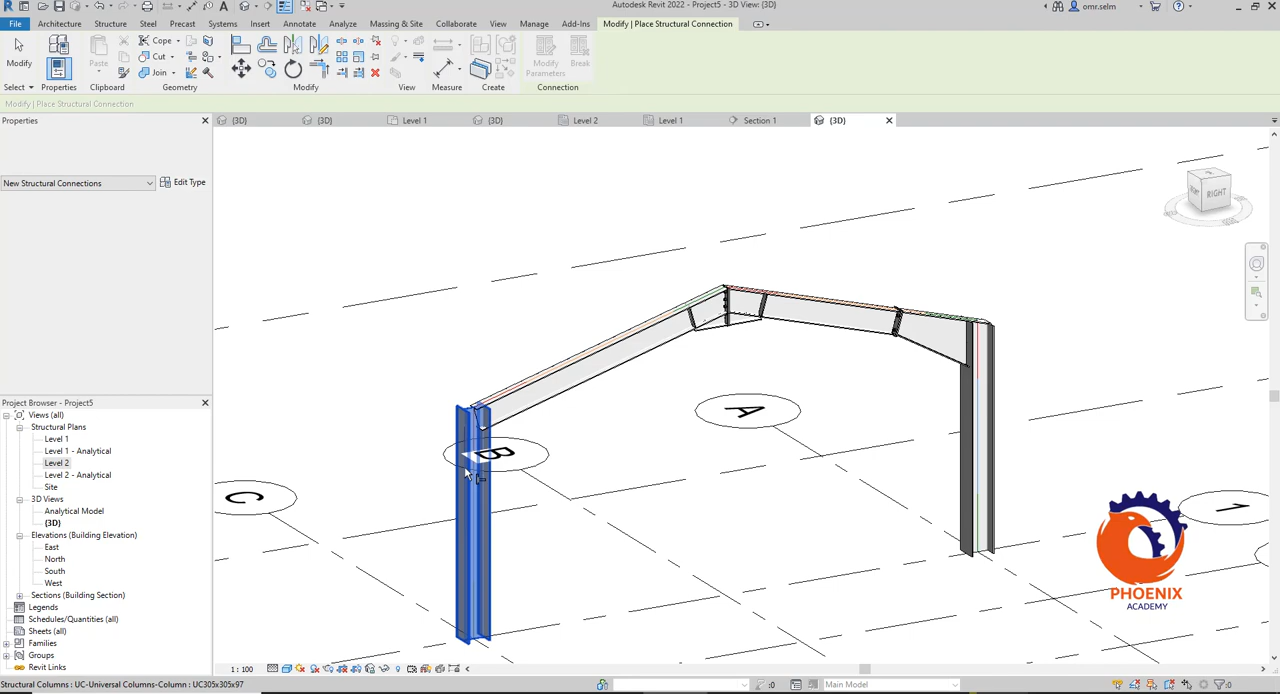 Autodesk Revit 2022 - Project5 - 3D View: {3D}
omr.selm
File Architecture Structure Steel Precast Systems Insert Annotate Analyze Massing & Site Collaborate View Manage Add-Ins Modify | Place Structural Connection
Modify Paste Cope Cut Join Modify Parameters Break
Select Properties Clipboard Geometry Modify View Measure Create Connection
Modify | Place Structural Connection
Properties
{3D} {3D} Level 1 {3D} Level 2 Level 1 Section 1 {3D}
New Structural Connections Edit Type
RIGHT
A
B
C
1
Project Browser - Project5
Views (all)
Structural Plans
Level 1
Level 1 - Analytical
Level 2
Level 2 - Analytical
Site
3D Views
Analytical Model
{3D}
Elevations (Building Elevation)
East
North
South
West
Sections (Building Section)
Legends
Schedules/Quantities (all)
Sheets (all)
Families
Groups
Revit Links
PHOENIX
ACADEMY
1 : 100
Structural Columns : UC-Universal Columns-Column : UC305x305x97
:0 Main Model :0